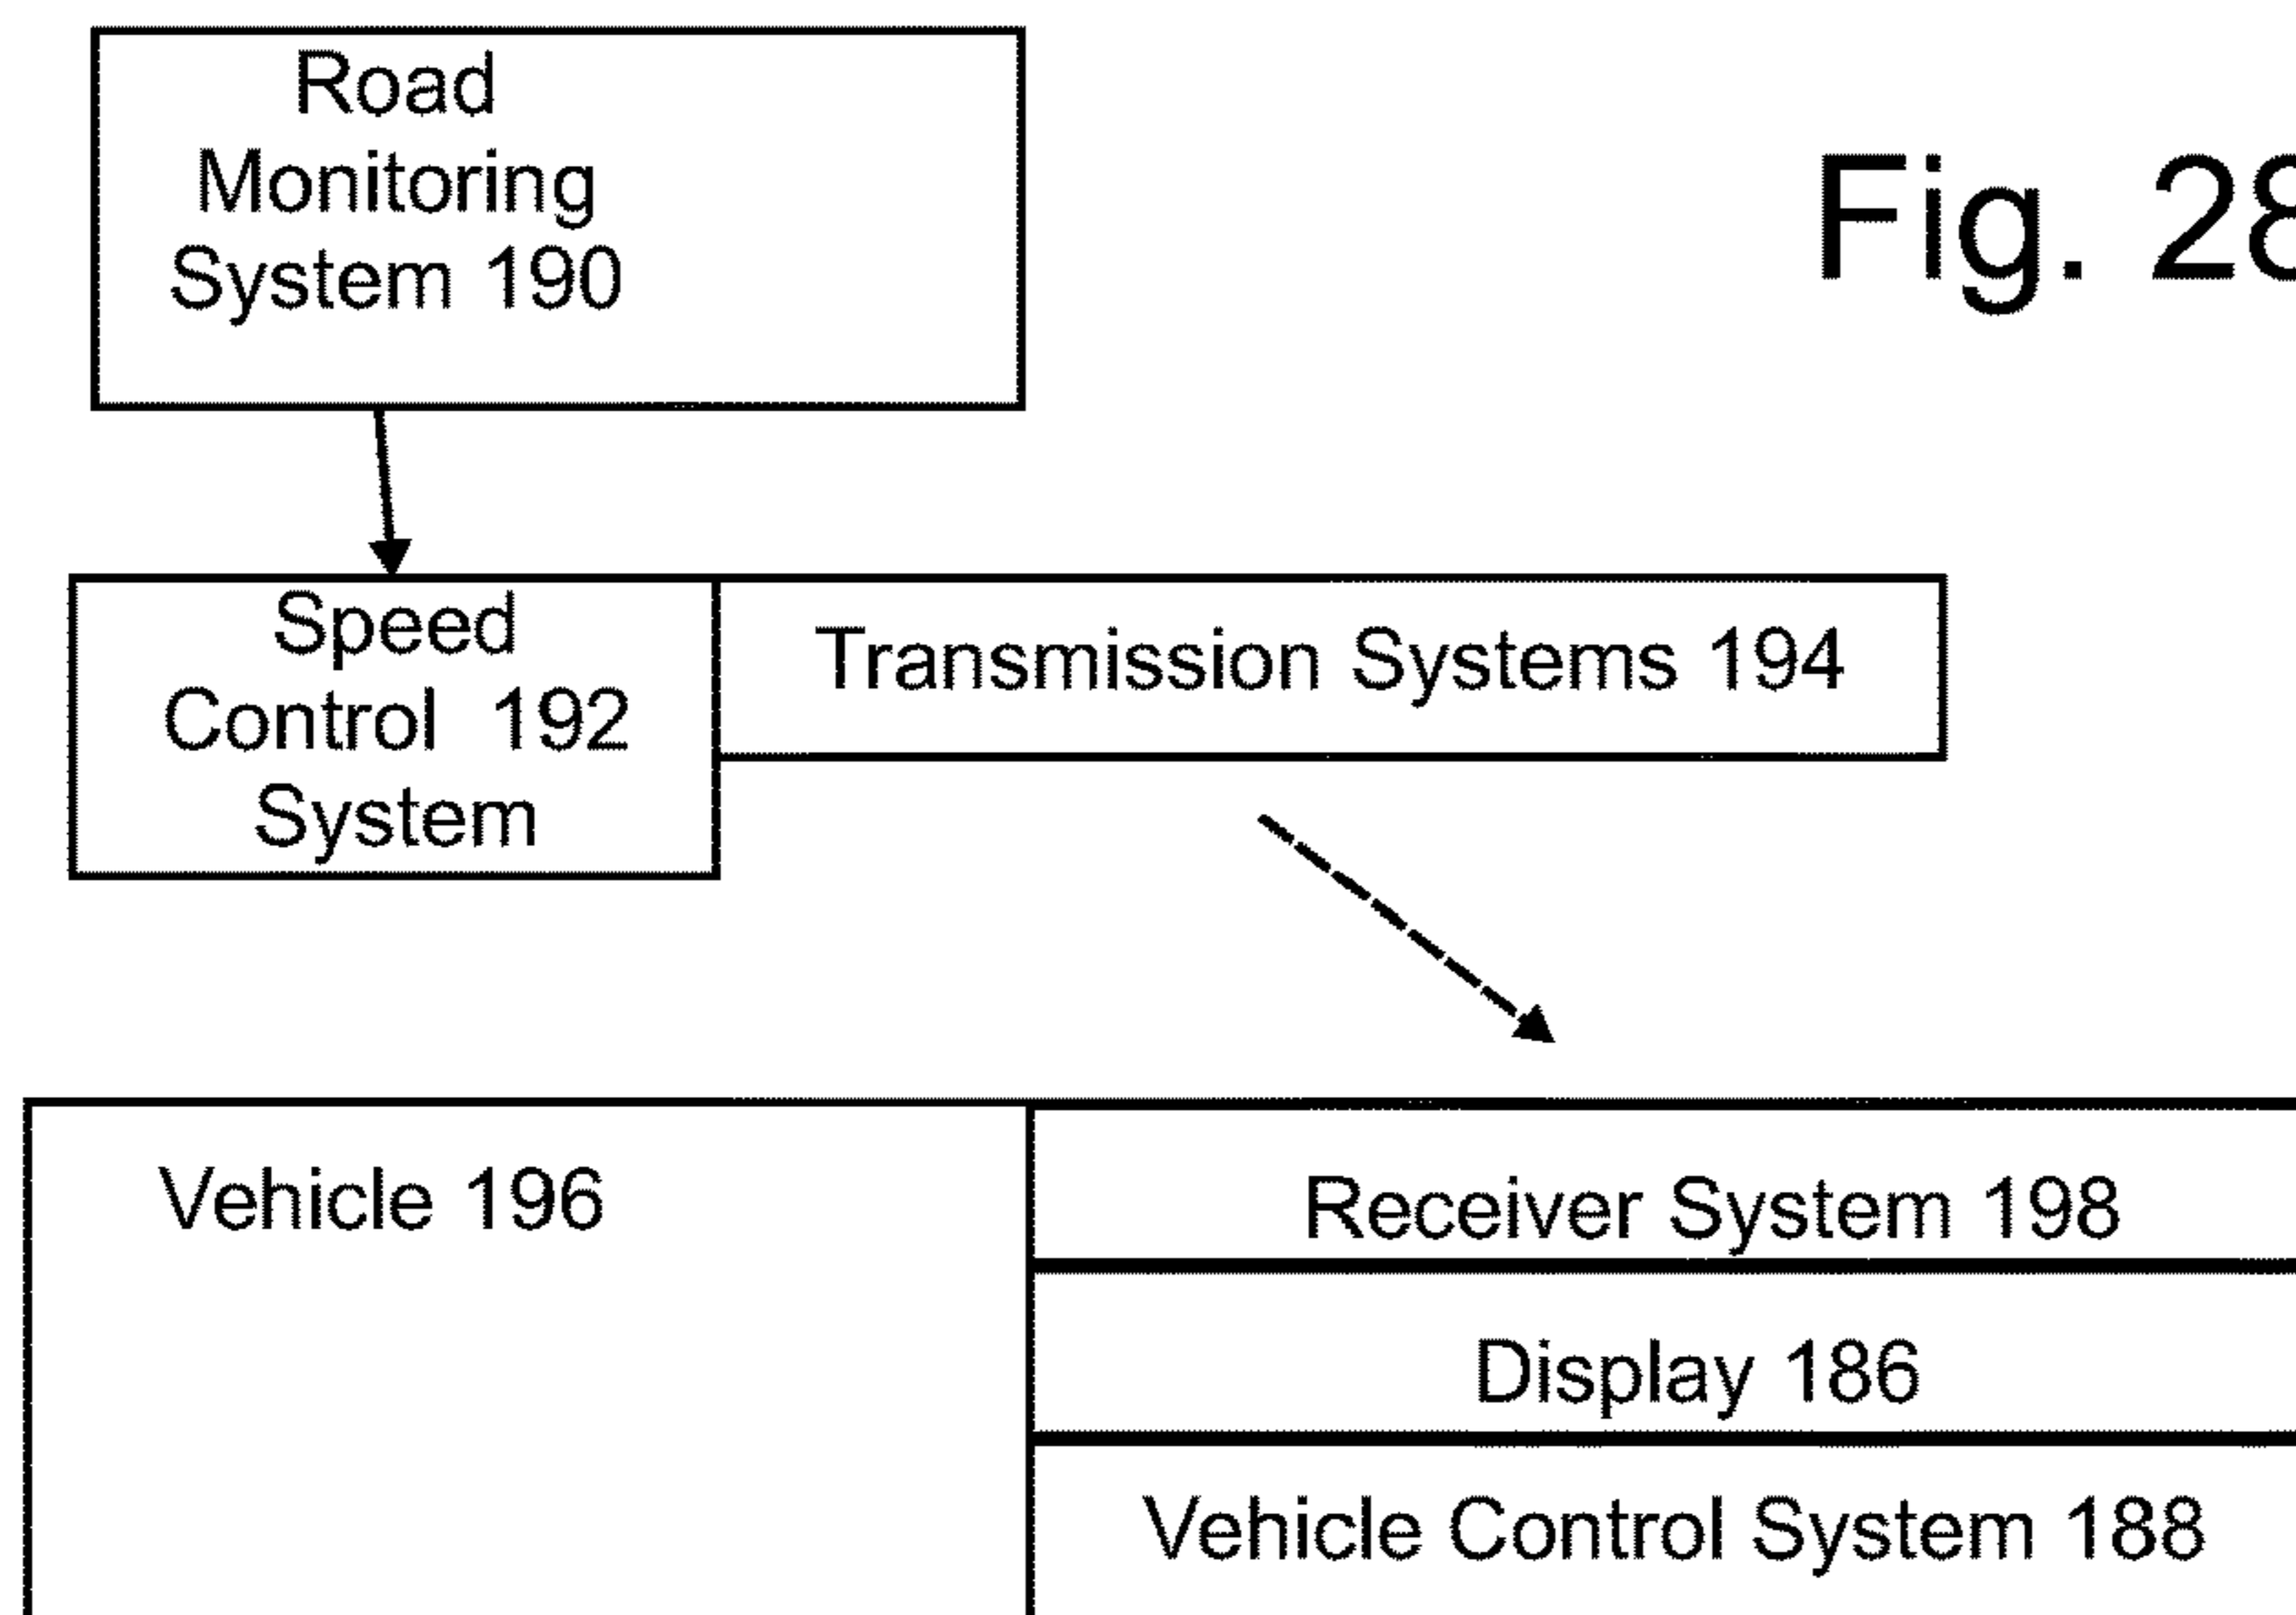 Road
Monitoring
System 190
Fig. 28
Speed
Control 192
System
Transmission Systems 194
Vehicle 196
Receiver System 198
Display 186
Vehicle Control System 188